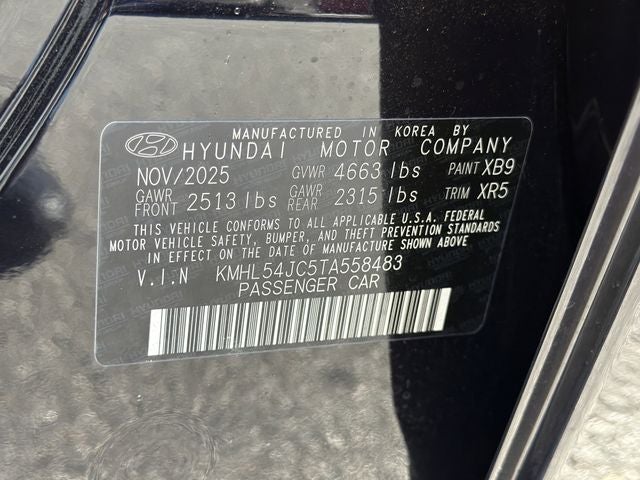 MANUFACTURED IN KOREA BY
HYUNDAI MOTOR COMPANY
NOV/2025 GVWR 4663 lbs PAINT XB9
GAWR FRONT 2513 lbs GAWR REAR 2315 lbs TRIM XR5
THIS VEHICLE CONFORMS TO ALL APPLICABLE U.S.A. FEDERAL
MOTOR VEHICLE SAFETY, BUMPER, AND THEFT PREVENTION STANDARDS
IN EFFECT ON THE DATE OF MANUFACTURE SHOWN ABOVE
V.I.N KMHL54JC5TA558483
PASSENGER CAR